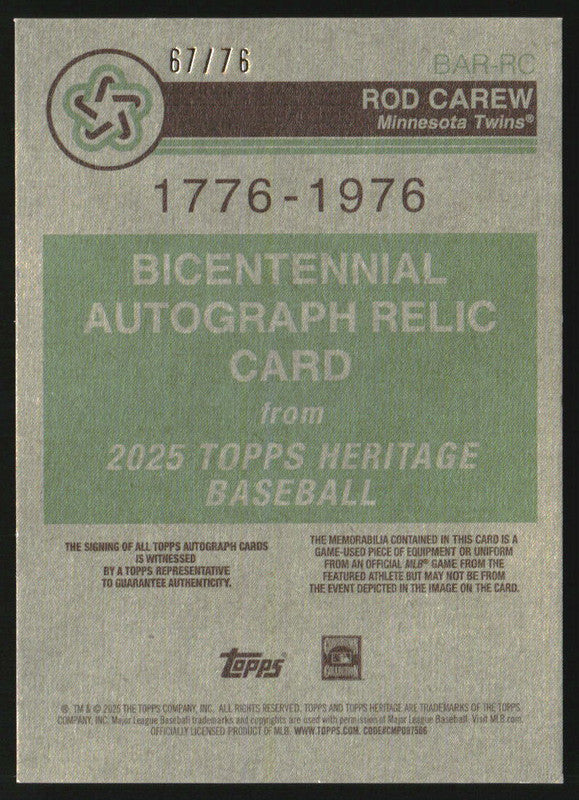 67/76
BAR-RC
ROD CAREW
Minnesota Twins®
1776-1976
BICENTENNIAL
AUTOGRAPH RELIC
CARD
from
2025 TOPPS HERITAGE
BASEBALL
THE SIGNING OF ALL TOPPS AUTOGRAPH CARDS
IS WITNESSED
BY A TOPPS REPRESENTATIVE
TO GUARANTEE AUTHENTICITY.
THE MEMORABILIA CONTAINED IN THIS CARD IS A
GAME-USED PIECE OF EQUIPMENT OR UNIFORM
FROM AN OFFICIAL MLB® GAME FROM THE
FEATURED ATHLETE BUT MAY NOT BE FROM
THE EVENT DEPICTED IN THE IMAGE ON THE CARD.
Topps
® TM & © 2025 THE TOPPS COMPANY, INC. ALL RIGHTS RESERVED. TOPPS AND TOPPS HERITAGE ARE TRADEMARKS OF THE TOPPS
COMPANY, INC. Major League Baseball trademarks and copyrights are used with permission of Major League Baseball. Visit MLB.com.
OFFICIALLY LICENSED PRODUCT OF MLB. WWW.TOPPS.COM.